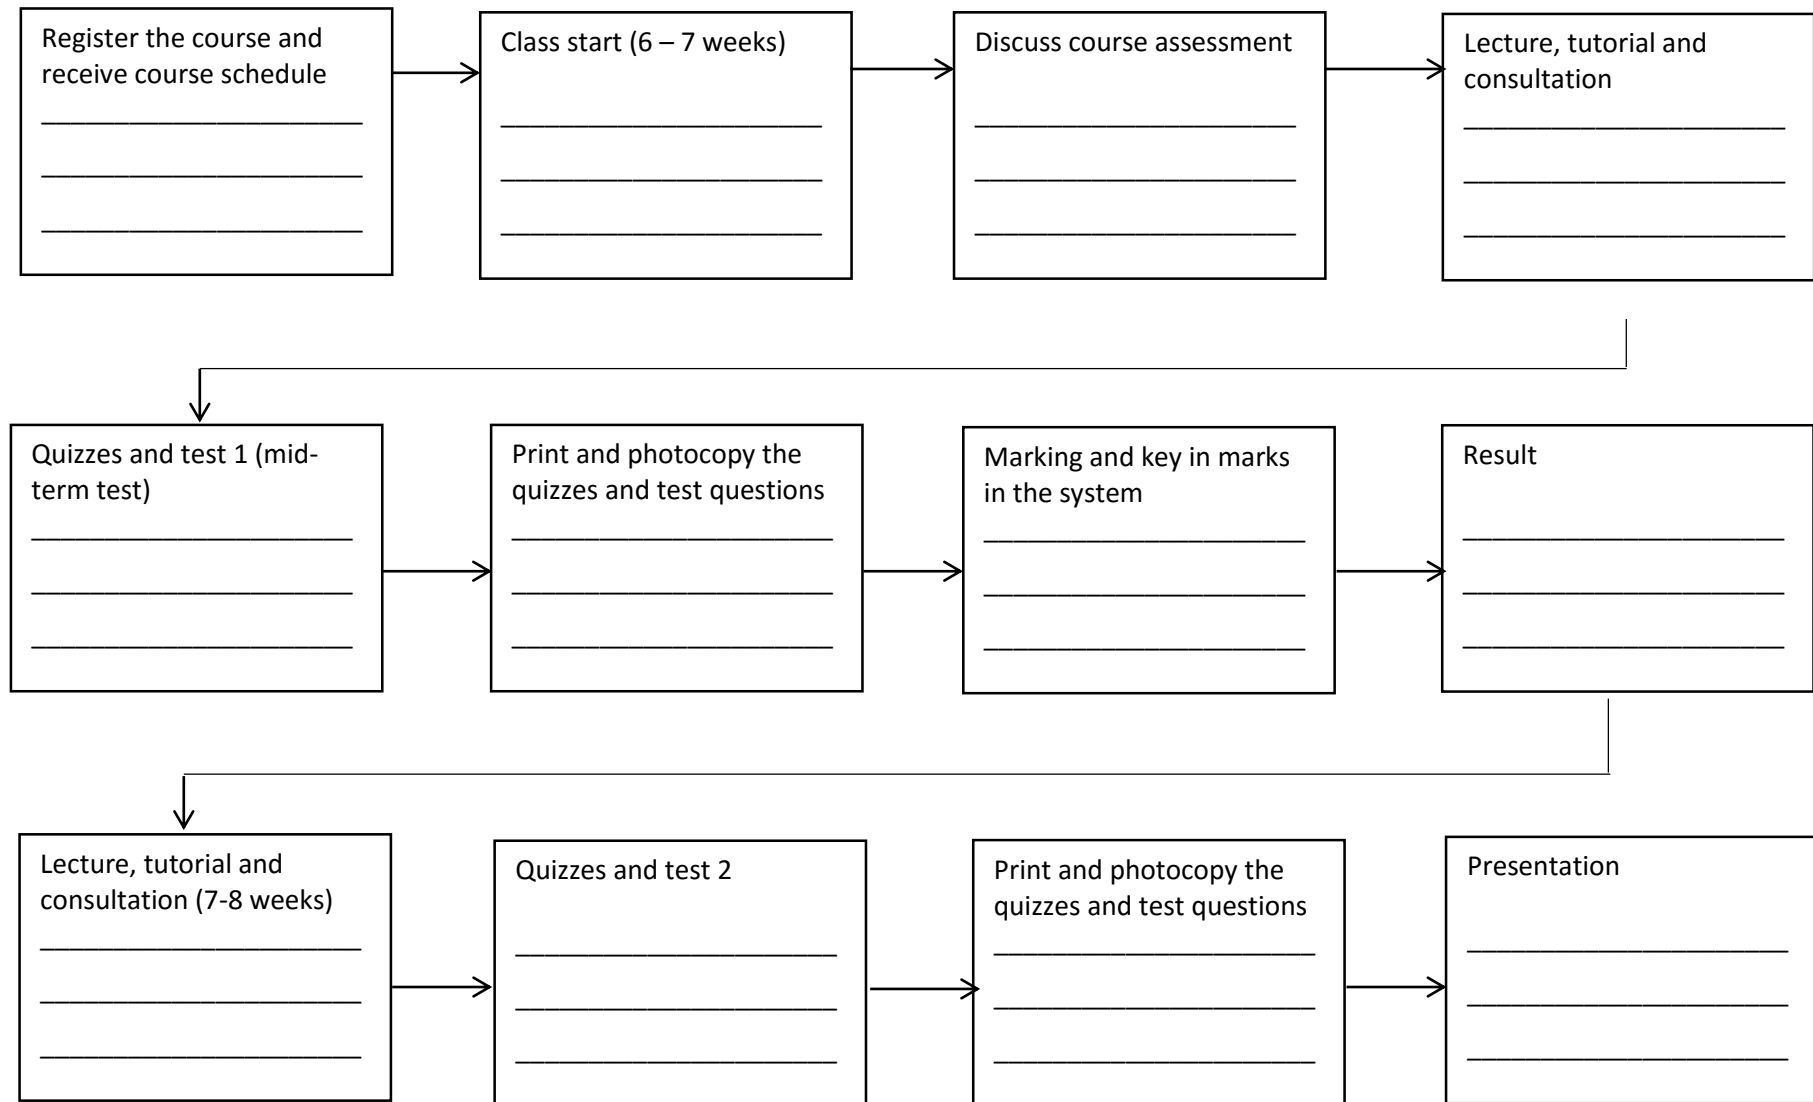 Register the course and
receive course schedule
Class start (6 – 7 weeks)
Discuss course assessment
Lecture, tutorial and
consultation
Quizzes and test 1 (mid-
term test)
Print and photocopy the
quizzes and test questions
Marking and key in marks
in the system
Result
Lecture, tutorial and
consultation (7-8 weeks)
Quizzes and test 2
Print and photocopy the
quizzes and test questions
Presentation